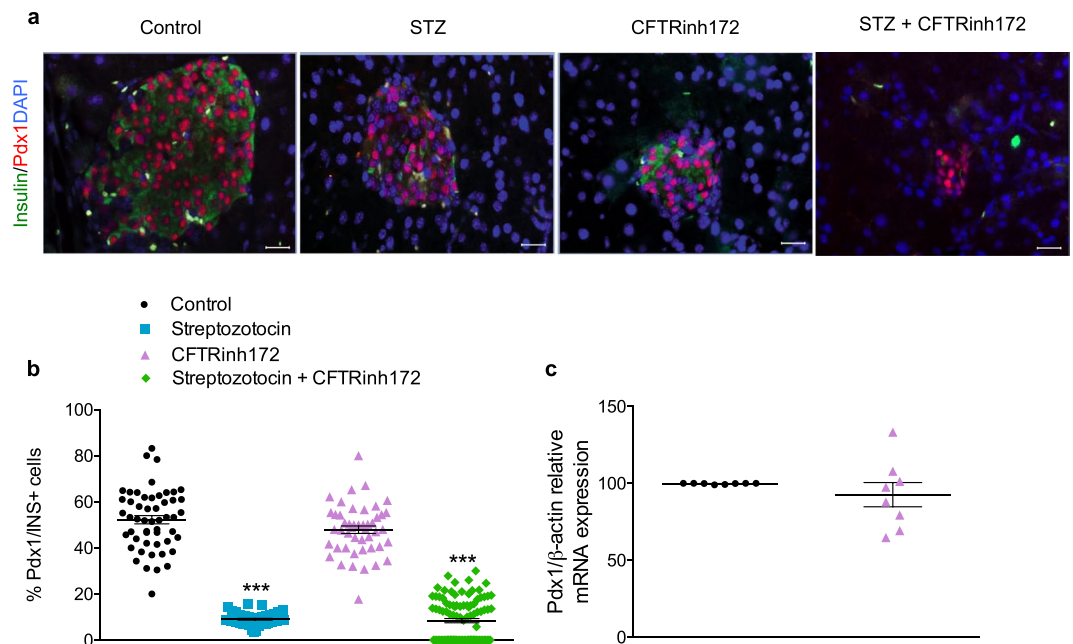 a
Control
STZ
CFTRinh172
STZ + CFTRinh172
Insulin/Pdx1DAPI
Control
Streptozotocin
CFTRinh172
Streptozotocin + CFTRinh172
b
% Pdx1/INS+ cells
100
80
60
40
20
0
***
***
c
Pdx1/β-actin relative
mRNA expression
150
100
50
0